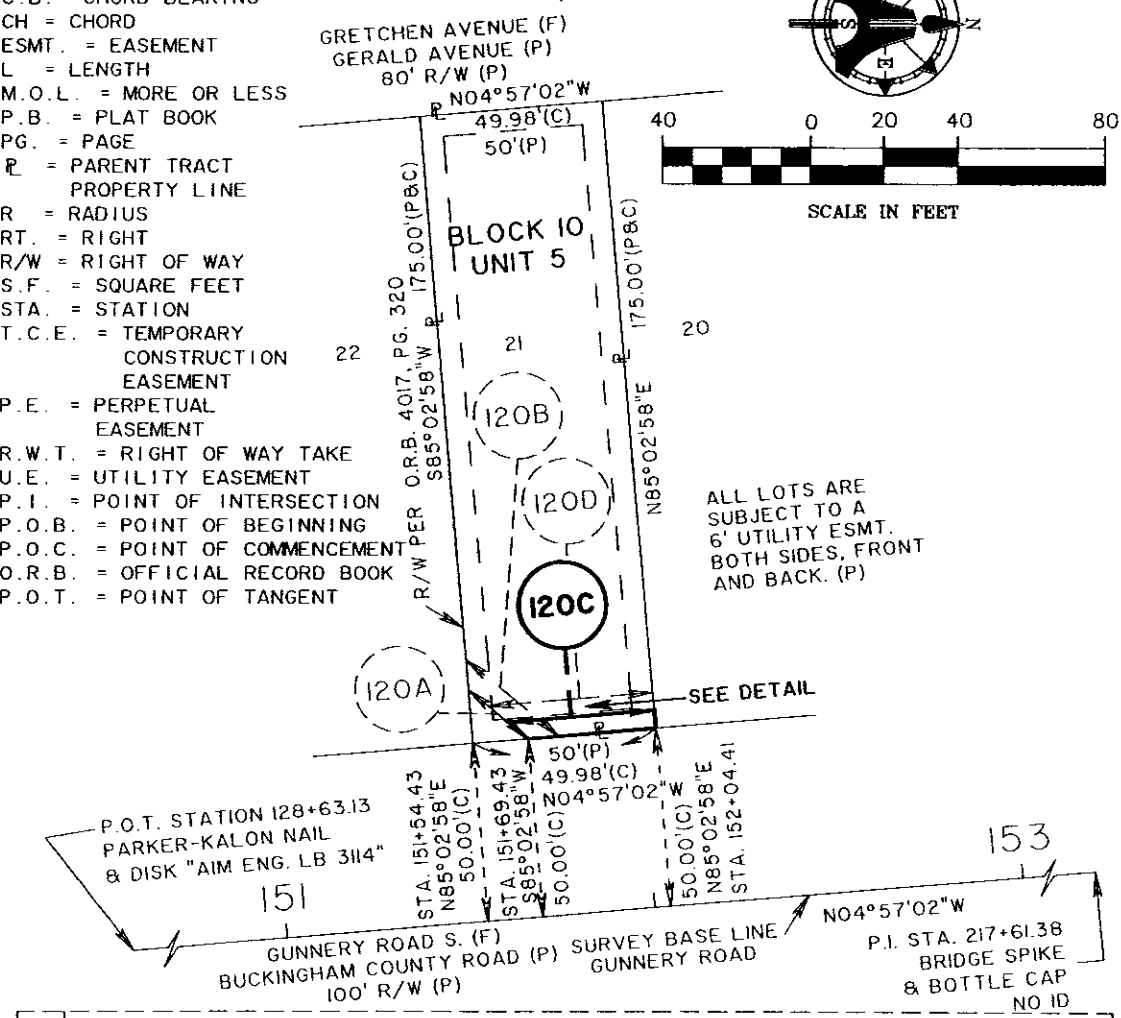 CH = CHORD
ESMT. = EASEMENT
L = LENGTH
M.O.L. = MORE OR LESS
P.B. = PLAT BOOK
PG. = PAGE
PL = PARENT TRACT
PROPERTY LINE
R = RADIUS
RT. = RIGHT
R/W = RIGHT OF WAY
S.F. = SQUARE FEET
STA. = STATION
T.C.E. = TEMPORARY
CONSTRUCTION
EASEMENT
P.E. = PERPETUAL
EASEMENT
R.W.T. = RIGHT OF WAY TAKE
U.E. = UTILITY EASEMENT
P.I. = POINT OF INTERSECTION
P.O.B. = POINT OF BEGINNING
P.O.C. = POINT OF COMMENCEMENT
O.R.B. = OFFICIAL RECORD BOOK
P.O.T. = POINT OF TANGENT
GRETCHEN AVENUE (F)
GERALD AVENUE (P)
80' R/W (P)
N04°57'02"W
49.98'(C)
50'(P)
S
N
E
40 0 20 40 80
SCALE IN FEET
PL
BLOCK 10
UNIT 5
175.00'(P&C)
S85°02'58"W
R/W PER O.R.B. 4017, PG. 320
PL
22
21
20
175.00'(P&C)
PL
N85°02'58"E
120B
120D
120C
120A
ALL LOTS ARE
SUBJECT TO A
6' UTILITY ESMT.
BOTH SIDES, FRONT
AND BACK. (P)
SEE DETAIL
PL
50'(P)
49.98'(C)
N04°57'02"W
STA. 151+54.43
N85°02'58"E
50.00'(C)
STA. 151+69.43
S85°02'58"W
50.00'(C)
50.00'(C)
N85°02'58"E
STA. 152+04.41
P.O.T. STATION 128+63.13
PARKER-KALON NAIL
& DISK "AIM ENG. LB 3114"
151
153
GUNNERY ROAD S. (F)
BUCKINGHAM COUNTY ROAD (P)
100' R/W (P)
SURVEY BASE LINE
GUNNERY ROAD
N04°57'02"W
P.I. STA. 217+61.38
BRIDGE SPIKE
& BOTTLE CAP
NO ID